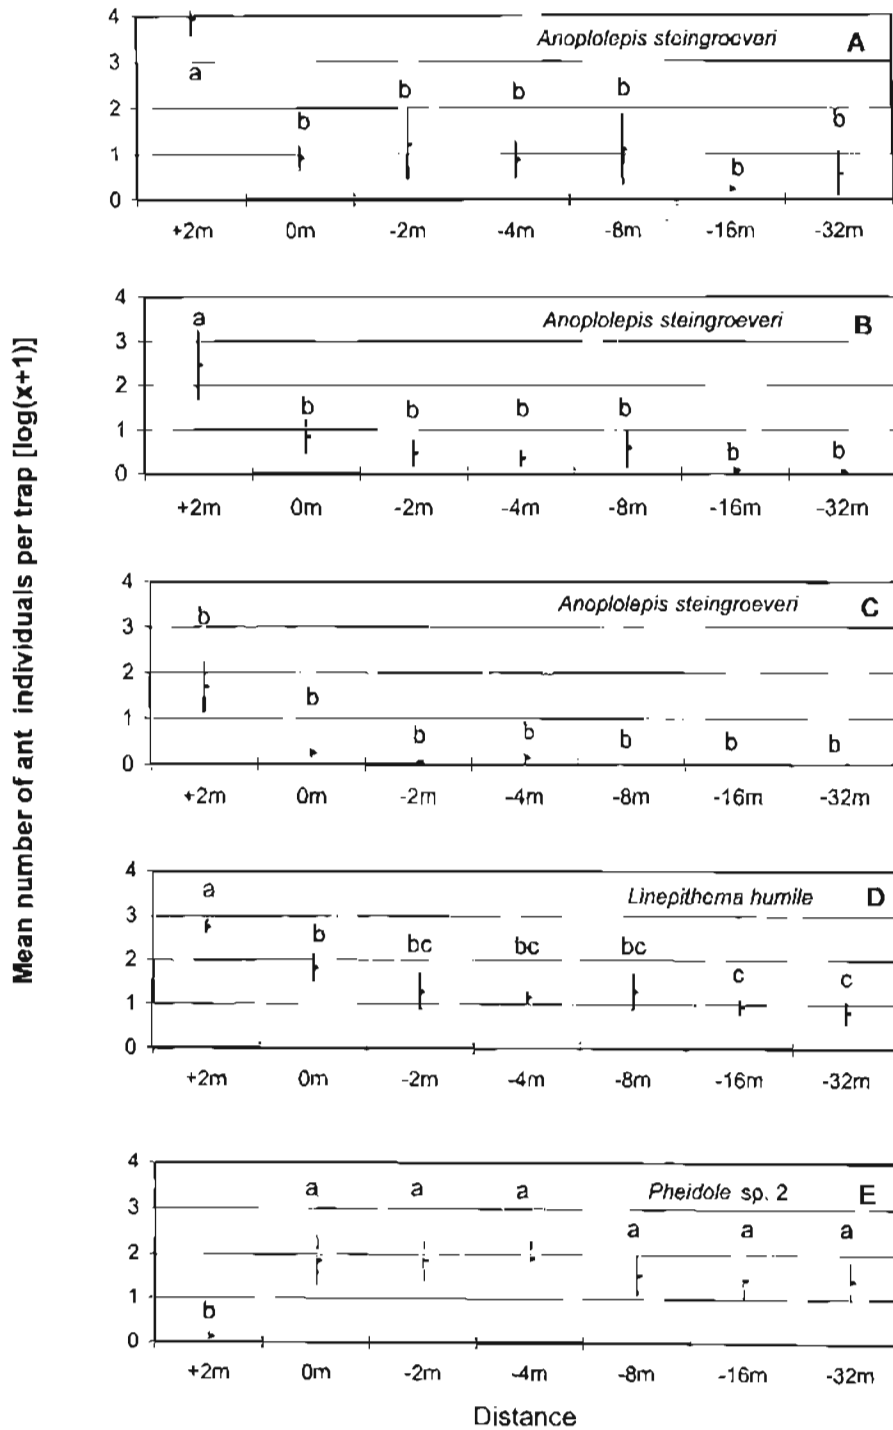 Mean number of ant individuals per trap [log(x+1)]
4
3
2
1
0
Anoplolepis steingroeveri A
a
b
b
b
b
b
b
+2m 0m -2m -4m -8m -16m -32m
4
3
2
1
0
Anoplolepis steingroeveri B
a
b
b
b
b
b
b
+2m 0m -2m -4m -8m -16m -32m
4
3
2
1
0
Anoplolepis steingroeveri C
b
b
b
b
b
b
b
+2m 0m -2m -4m -8m -16m -32m
4
3
2
1
0
Linepithema humile D
a
b
bc
bc
bc
c
c
+2m 0m -2m -4m -8m -16m -32m
4
3
2
1
0
Pheidole sp. 2 E
b
a
a
a
a
a
a
+2m 0m -2m -4m -8m -16m -32m
Distance